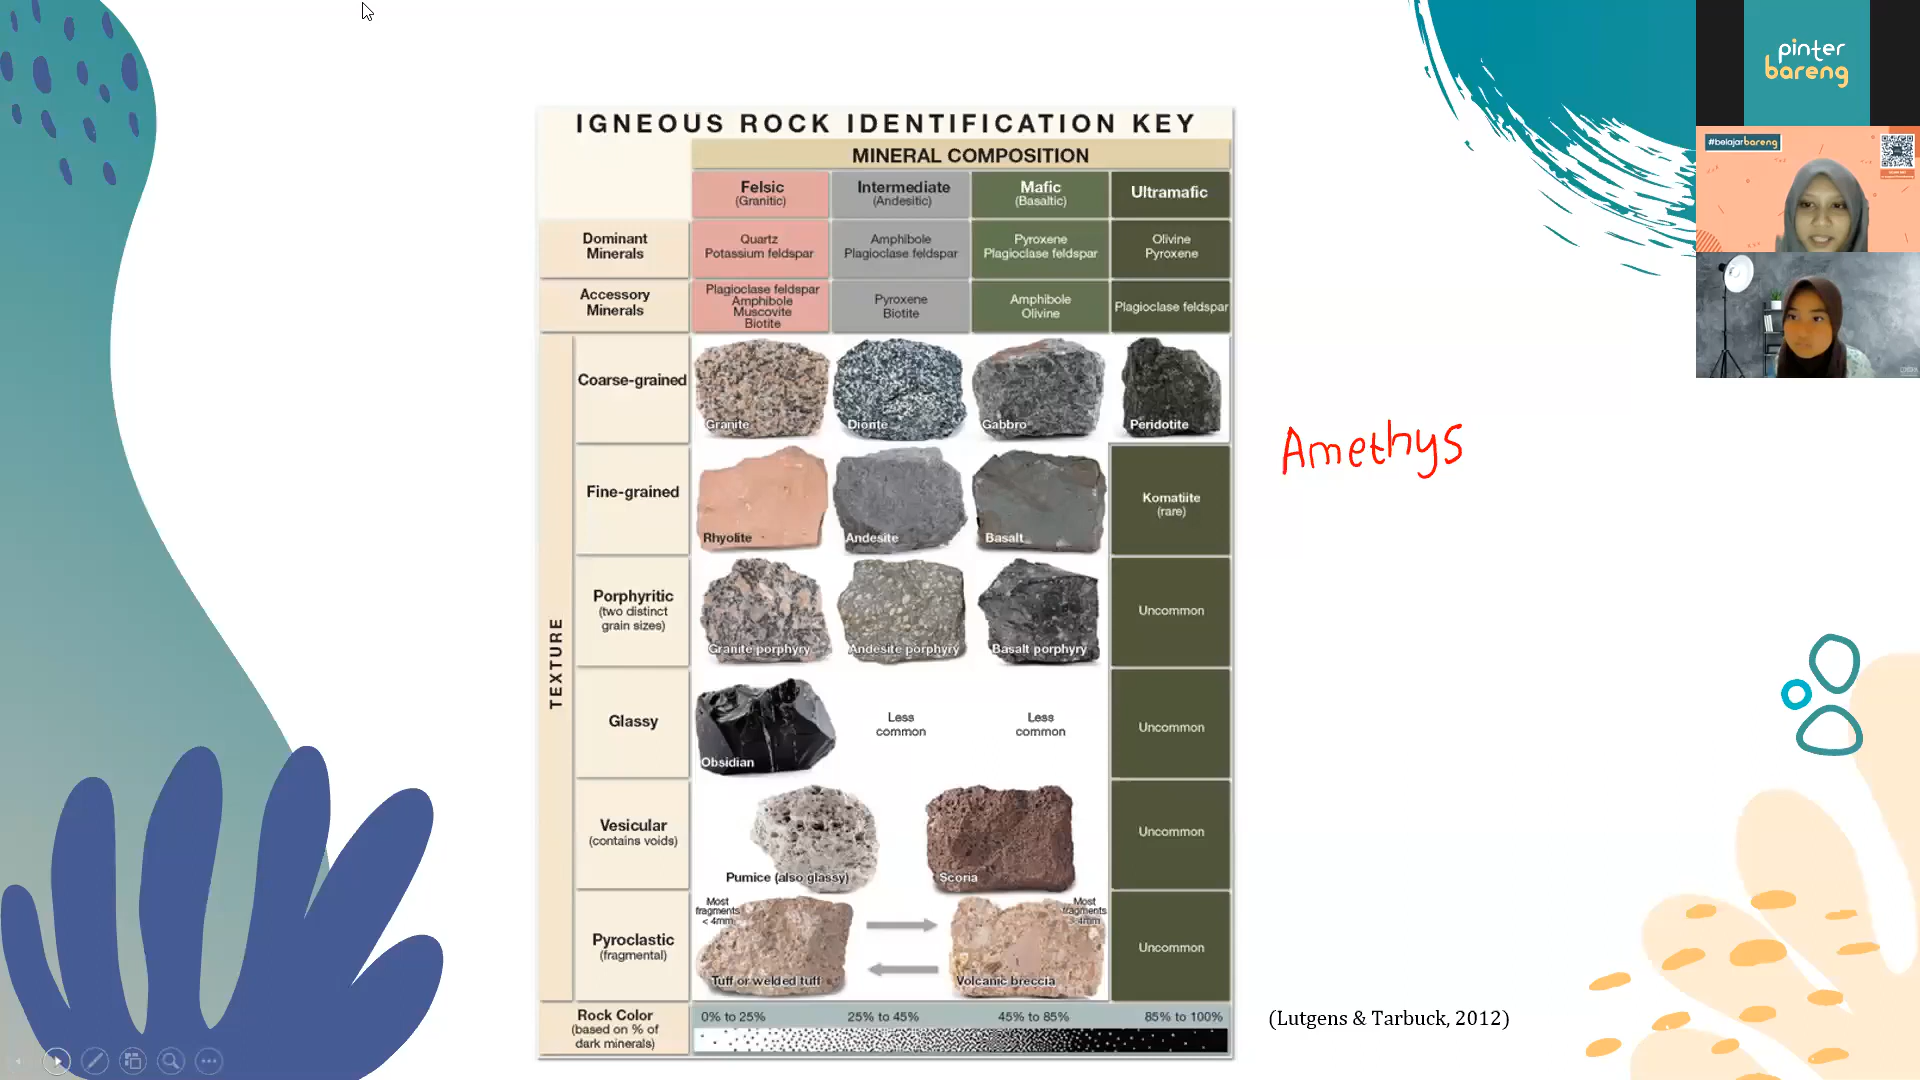 pinter
bareng
#belajarbareng
IGNEOUS ROCK IDENTIFICATION KEY
MINERAL COMPOSITION
Felsic
(Granitic)
Intermediate
(Andesitic)
Mafic
(Basaltic)
Ultramafic
Dominant
Minerals
Quartz
Potassium feldspar
Amphibole
Plagioclase feldspar
Pyroxene
Plagioclase feldspar
Olivine
Pyroxene
Accessory
Minerals
Plagioclase feldspar
Amphibole
Muscovite
Biotite
Pyroxene
Biotite
Amphibole
Olivine
Plagioclase feldspar
TEXTURE
Coarse-grained
Granite
Diorite
Gabbro
Peridotite
Amethys
Fine-grained
Rhyolite
Andesite
Basalt
Komatiite
(rare)
Porphyritic
(two distinct
grain sizes)
Granite porphyry
Andesite porphyry
Basalt porphyry
Uncommon
Glassy
Obsidian
Less
common
Less
common
Uncommon
Vesicular
(contains voids)
Pumice (also glassy)
Scoria
Uncommon
Pyroclastic
(fragmental)
Most
fragments
< 4mm
Tuff or welded tuff
Most
fragments
4mm
Volcanic breccia
Uncommon
Rock Color
(based on % of
dark minerals)
0% to 25%
25% to 45%
45% to 85%
85% to 100%
(Lutgens & Tarbuck, 2012)